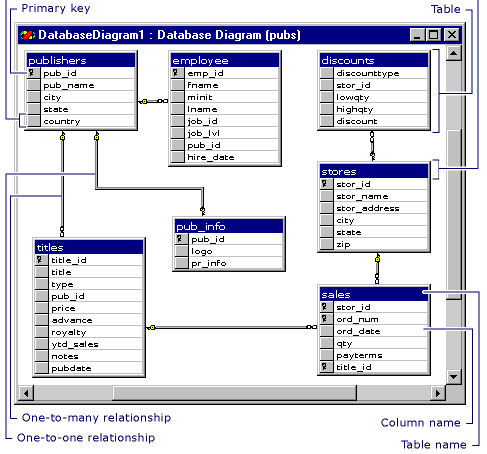 Primary key
Table
DatabaseDiagram1 : Database Diagram (pubs)
publishers
pub_id
pub_name
city
state
country
employee
emp_id
fname
minit
lname
job_id
job_lvl
pub_id
hire_date
discounts
discounttype
stor_id
lowqty
highqty
discount
stores
stor_id
stor_name
stor_address
city
state
zip
pub_info
pub_id
logo
pr_info
titles
title_id
title
type
pub_id
price
advance
royalty
ytd_sales
notes
pubdate
sales
stor_id
ord_num
ord_date
qty
payterms
title_id
One-to-many relationship
Column name
One-to-one relationship
Table name